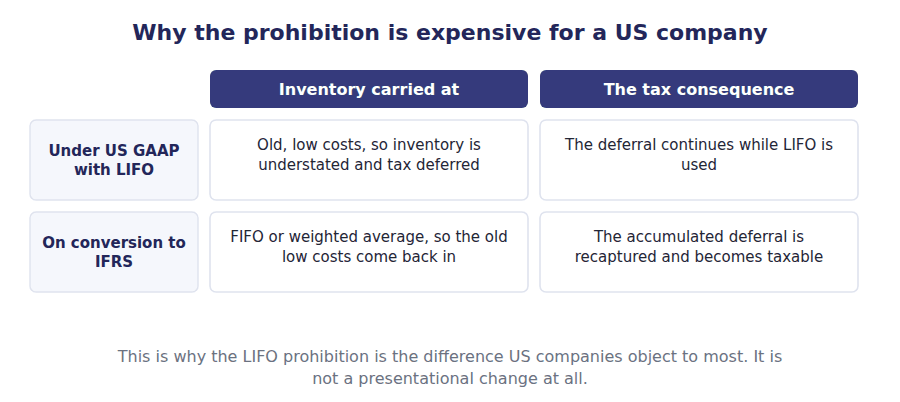 Why the prohibition is expensive for a US company
Inventory carried at
The tax consequence
Under US GAAP
with LIFO
Old, low costs, so inventory is
understated and tax deferred
The deferral continues while LIFO is
used
On conversion to
IFRS
FIFO or weighted average, so the old
low costs come back in
The accumulated deferral is
recaptured and becomes taxable
This is why the LIFO prohibition is the difference US companies object to most. It is
not a presentational change at all.